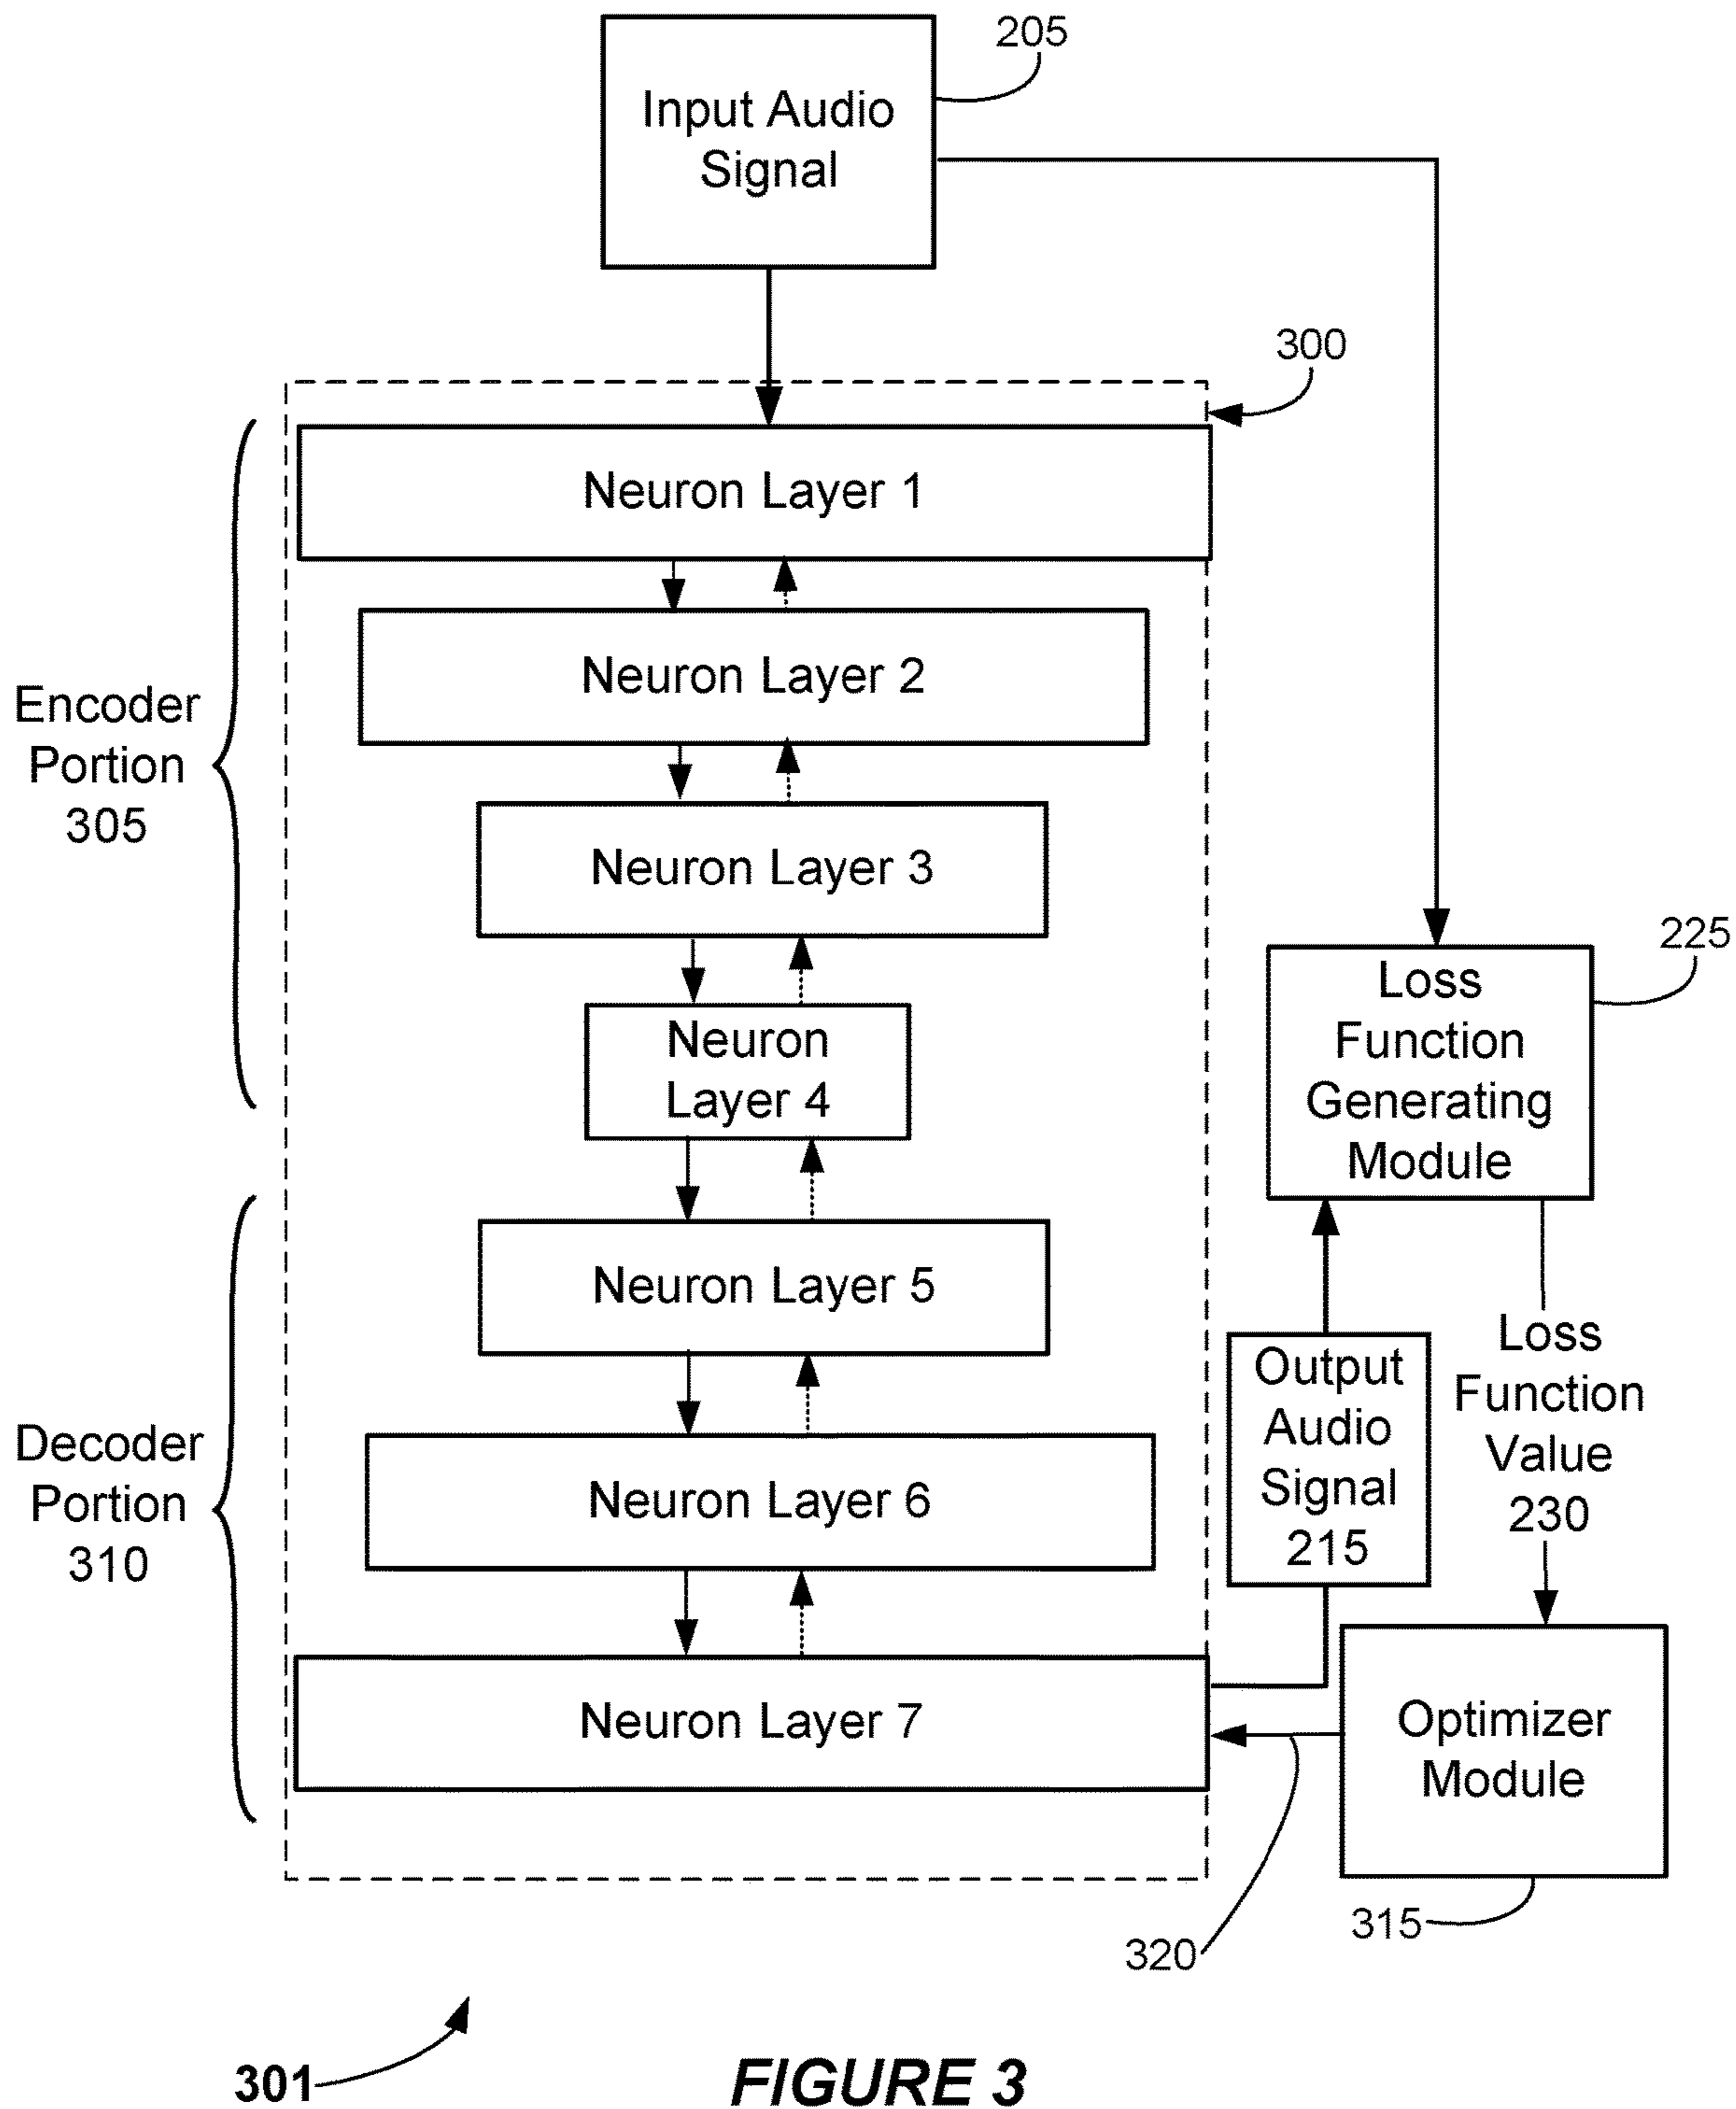 205
Input Audio
Signal
300
Neuron Layer 1
Neuron Layer 2
Encoder
Portion
305
Neuron Layer 3
225
Loss
Function
Generating
Module
Neuron
Layer 4
Neuron Layer 5
Output
Audio
Signal
215
Loss
Function
Value
230
Decoder
Portion
310
Neuron Layer 6
Neuron Layer 7
Optimizer
Module
320
315
301
FIGURE 3